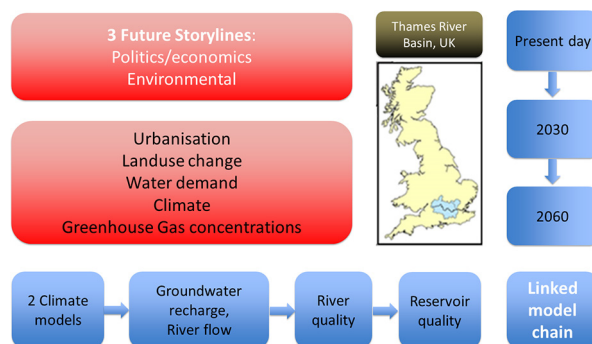 3 Future Storylines:
Politics/economics
Environmental
Thames River
Basin, UK
Present day
Urbanisation
Landuse change
Water demand
Climate
Greenhouse Gas concentrations
2030
2060
2 Climate
models
Groundwater
recharge,
River flow
River
quality
Reservoir
quality
Linked
model
chain